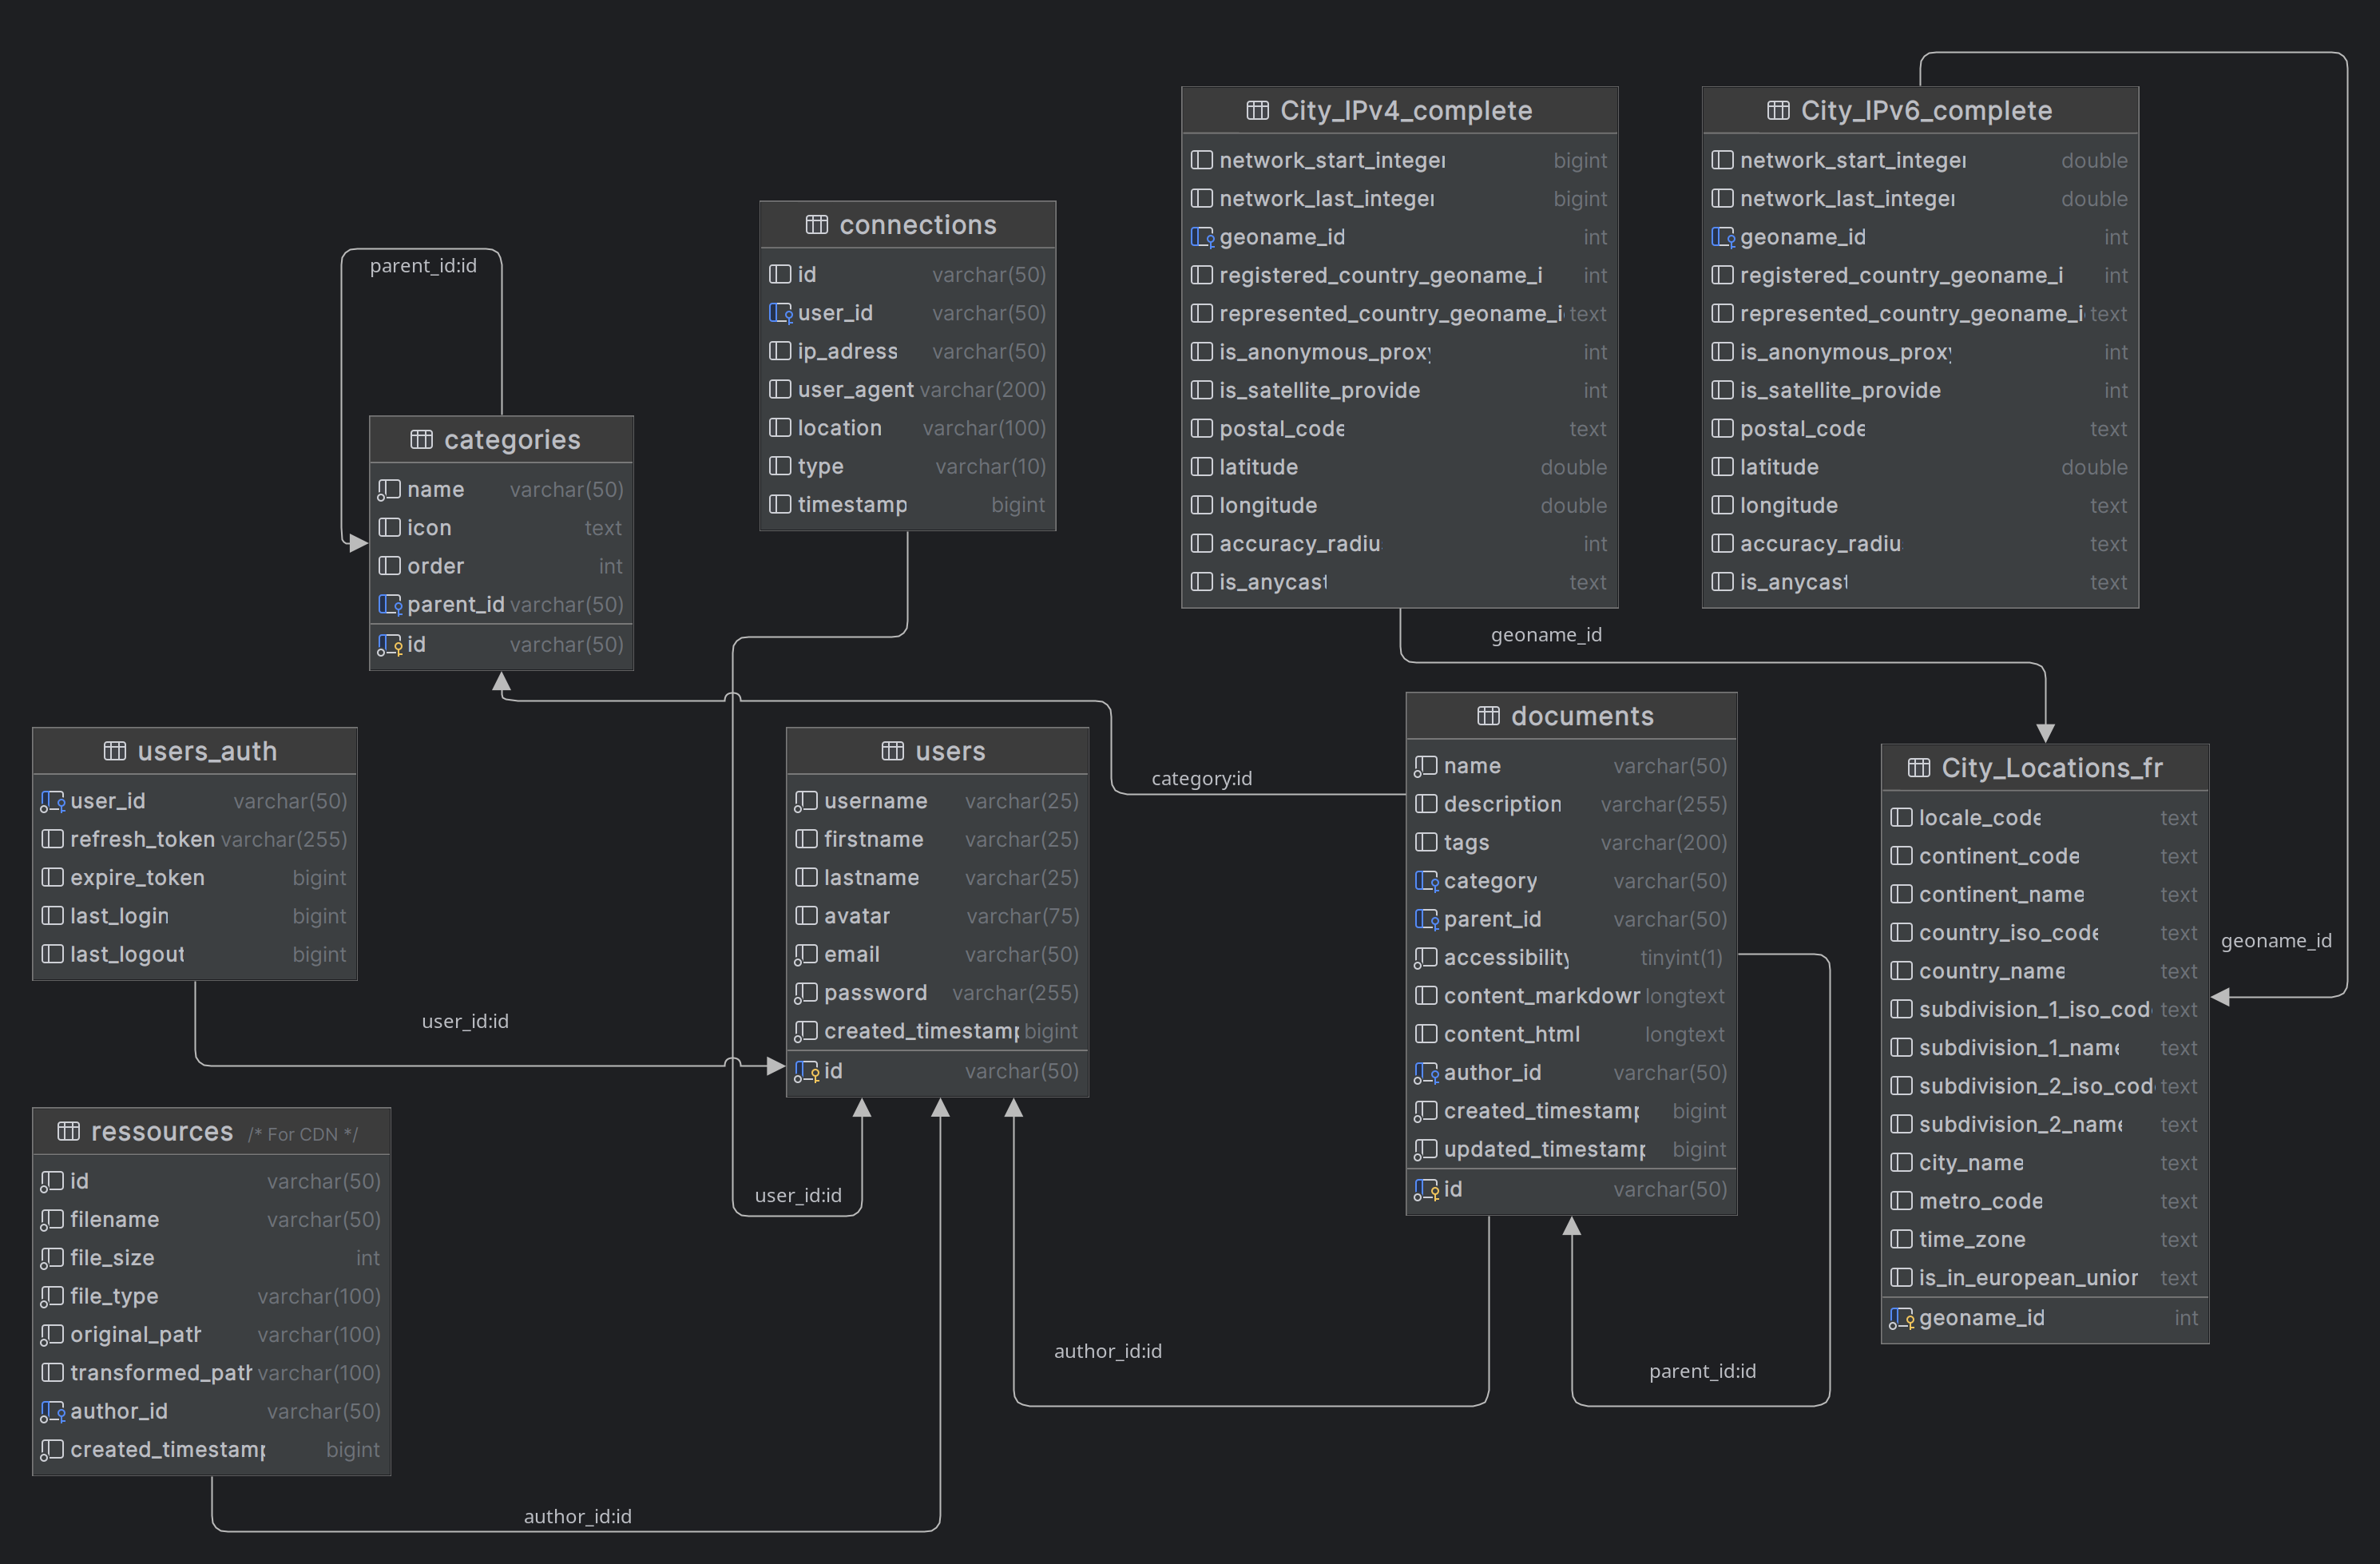 City_IPv4_complete
network_start_integer bigint
network_last_integer bigint
geoname_id int
registered_country_geoname_i int
represented_country_geoname_i text
is_anonymous_proxy int
is_satellite_provide int
postal_code text
latitude double
longitude double
accuracy_radiu int
is_anycast text
City_IPv6_complete
network_start_integer double
network_last_integer double
geoname_id int
registered_country_geoname_i int
represented_country_geoname_i text
is_anonymous_proxy int
is_satellite_provide int
postal_code text
latitude double
longitude text
accuracy_radiu text
is_anycast text
connections
id varchar(50)
user_id varchar(50)
ip_adress varchar(50)
user_agent varchar(200)
location varchar(100)
type varchar(10)
timestamp bigint
parent_id:id
categories
name varchar(50)
icon text
order int
parent_id varchar(50)
id varchar(50)
geoname_id
users_auth
user_id varchar(50)
refresh_token varchar(255)
expire_token bigint
last_login bigint
last_logout bigint
users
username varchar(25)
firstname varchar(25)
lastname varchar(25)
avatar varchar(75)
email varchar(50)
password varchar(255)
created_timestamp bigint
id varchar(50)
category:id
documents
name varchar(50)
description varchar(255)
tags varchar(200)
category varchar(50)
parent_id varchar(50)
accessibility tinyint(1)
content_markdown longtext
content_html longtext
author_id varchar(50)
created_timestamp bigint
updated_timestamp bigint
id varchar(50)
City_Locations_fr
locale_code text
continent_code text
continent_name text
country_iso_code text
country_name text
subdivision_1_iso_cod text
subdivision_1_name text
subdivision_2_iso_cod text
subdivision_2_name text
city_name text
metro_code text
time_zone text
is_in_european_union text
geoname_id int
geoname_id
user_id:id
ressources /* For CDN */
id varchar(50)
filename varchar(50)
file_size int
file_type varchar(100)
original_path varchar(100)
transformed_path varchar(100)
author_id varchar(50)
created_timestamp bigint
user_id:id
author_id:id
parent_id:id
author_id:id